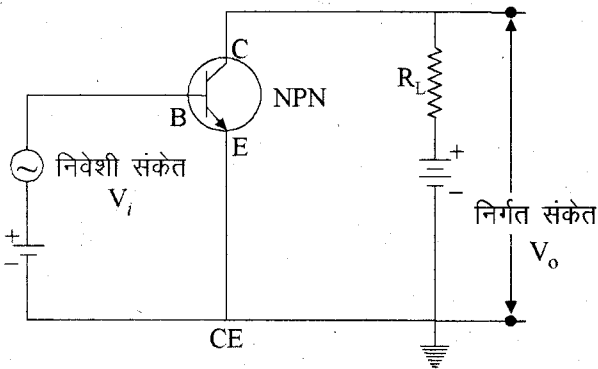 C
R_L
B
NPN
E
निवेशी संकेत
V_i
+
−
+
−
निर्गत संकेत
V_o
CE